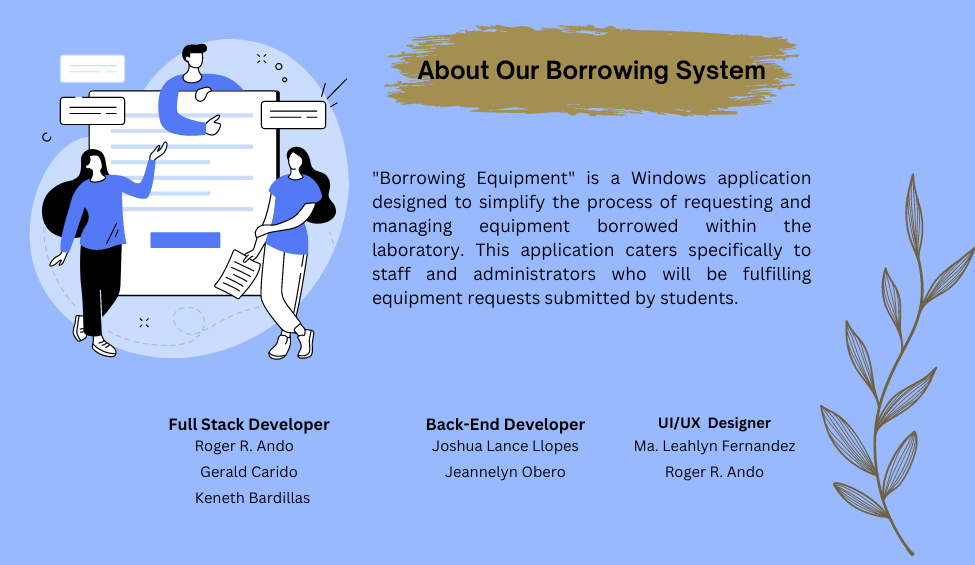 About Our Borrowing System
"Borrowing Equipment" is a Windows application
designed to simplify the process of requesting and
managing equipment borrowed within the
laboratory. This application caters specifically to
staff and administrators who will be fulfilling
equipment requests submitted by students.
Full Stack Developer
Roger R. Ando
Gerald Carido
Keneth Bardillas
Back-End Developer
Joshua Lance Llopes
Jeannelyn Obero
UI/UX Designer
Ma. Leahlyn Fernandez
Roger R. Ando